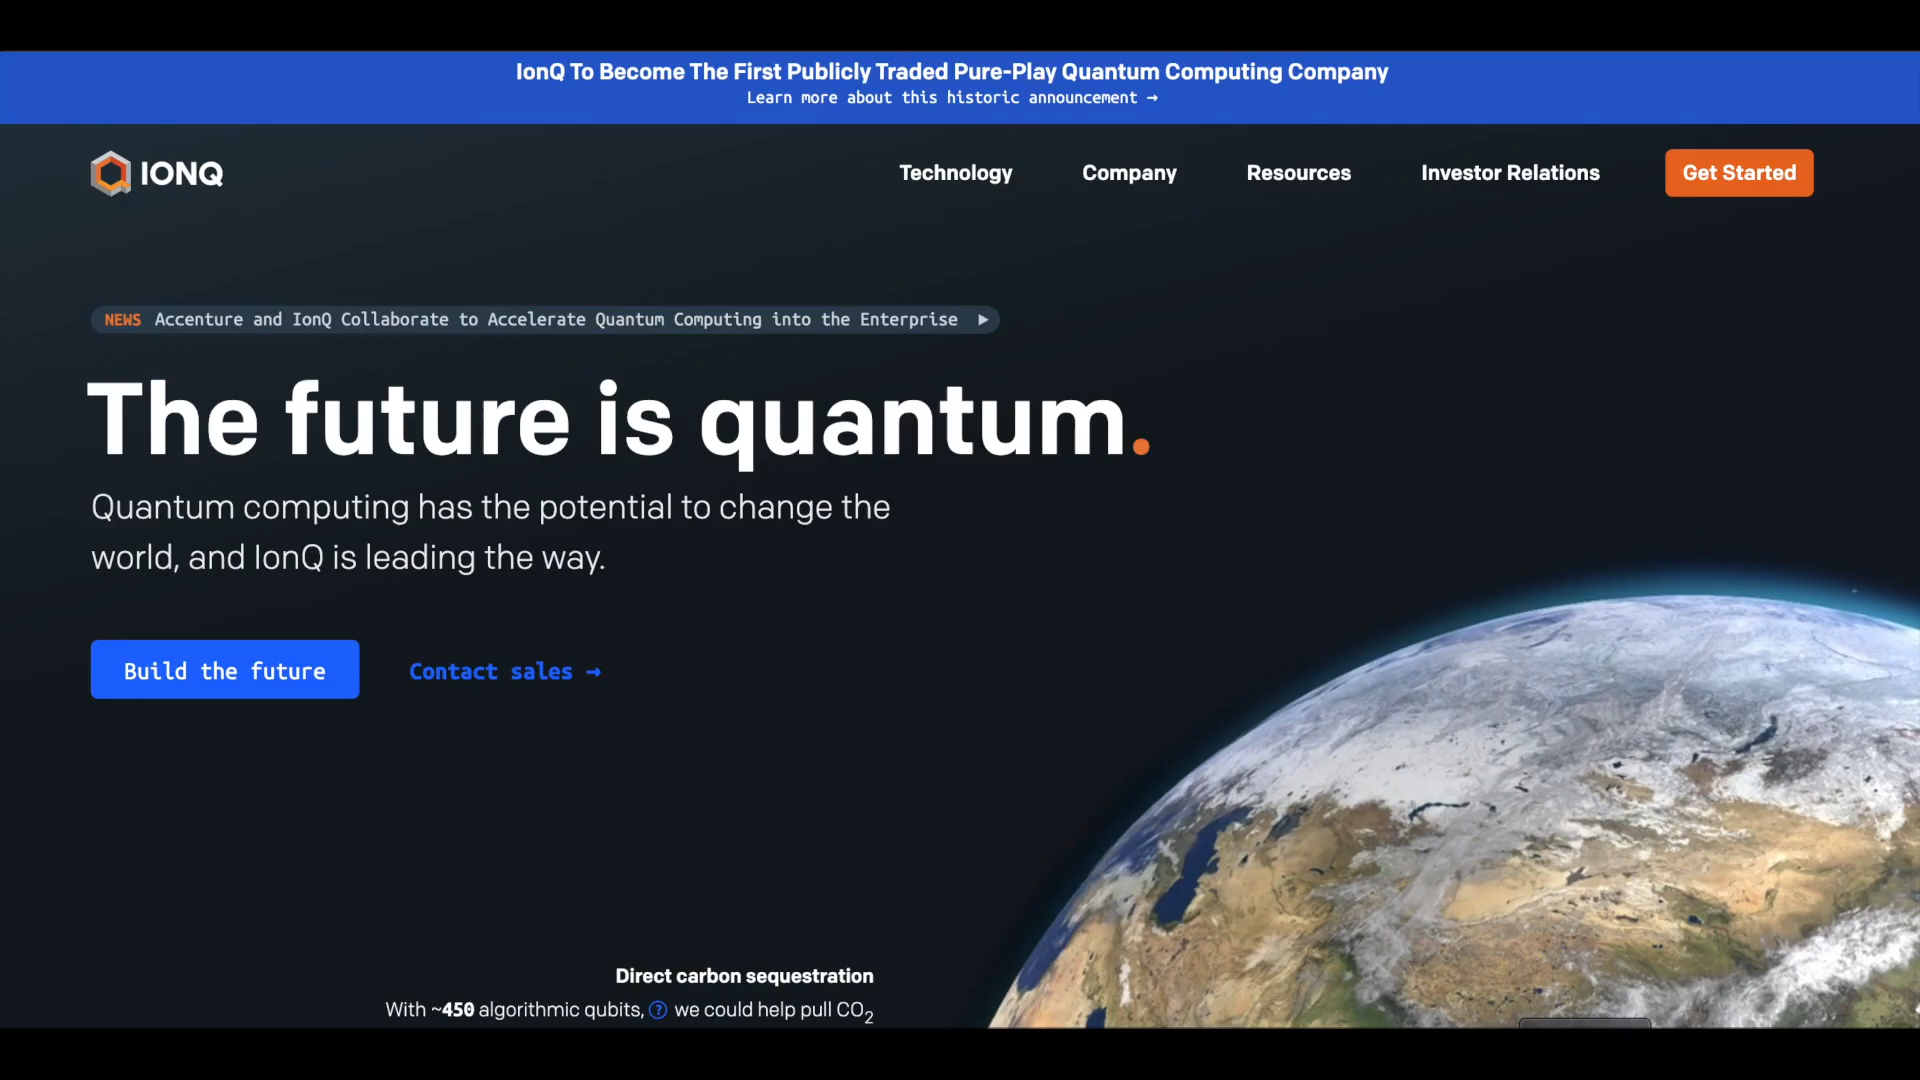 IonQ To Become The First Publicly Traded Pure-Play Quantum Computing Company
Learn more about this historic announcement →
IONQ
Technology
Company
Resources
Investor Relations
Get Started
NEWS Accenture and IonQ Collaborate to Accelerate Quantum Computing into the Enterprise ▶
The future is quantum.
Quantum computing has the potential to change the
world, and IonQ is leading the way.
Build the future
Contact sales →
Direct carbon sequestration
With ~450 algorithmic qubits, ? we could help pull CO₂